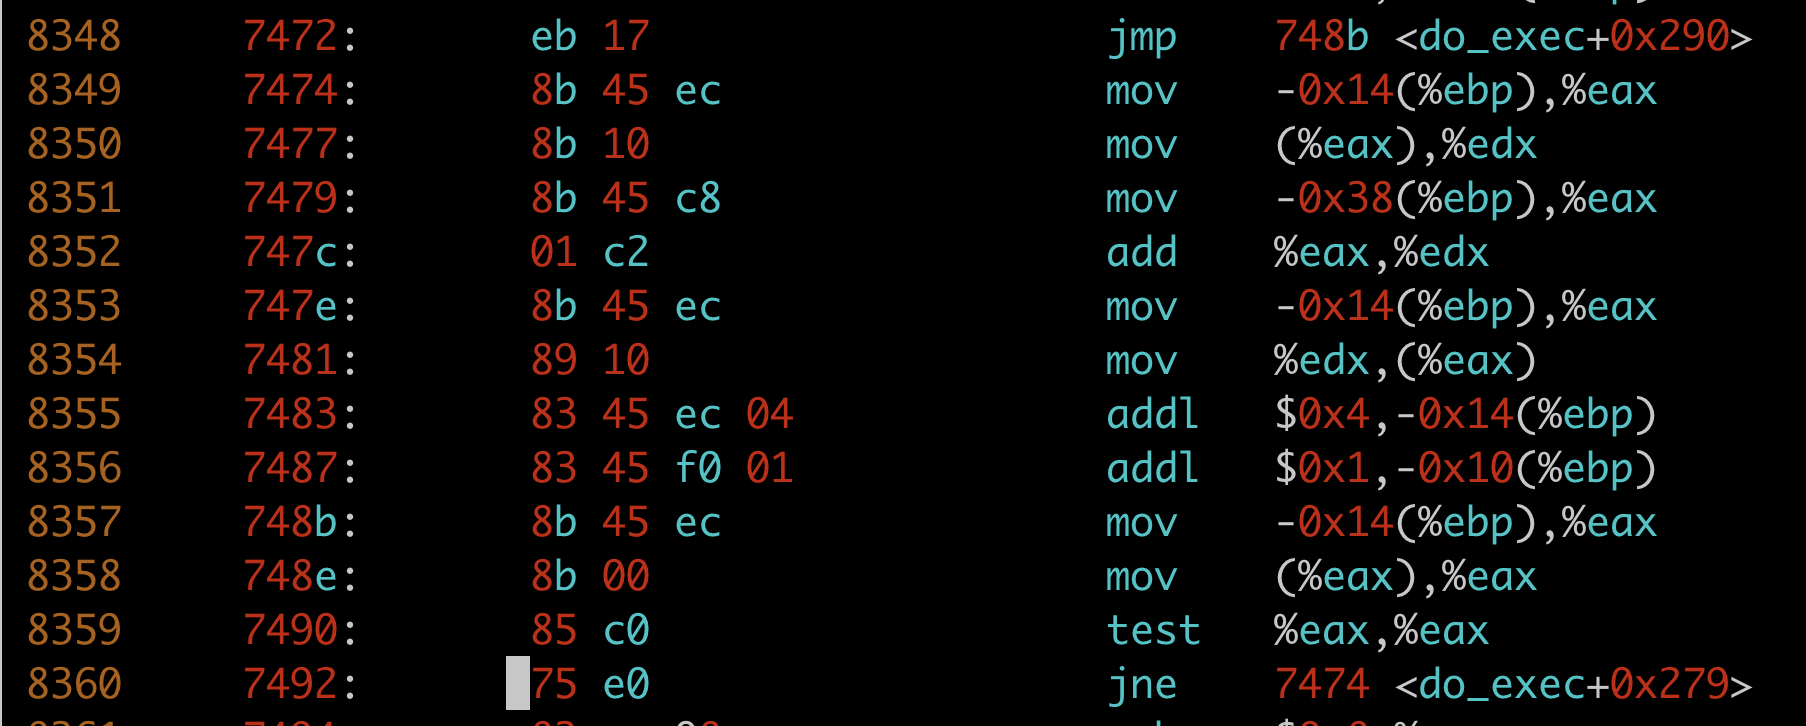 8348 7472: eb 17 jmp 748b <do_exec+0x290>
8349 7474: 8b 45 ec mov -0x14(%ebp),%eax
8350 7477: 8b 10 mov (%eax),%edx
8351 7479: 8b 45 c8 mov -0x38(%ebp),%eax
8352 747c: 01 c2 add %eax,%edx
8353 747e: 8b 45 ec mov -0x14(%ebp),%eax
8354 7481: 89 10 mov %edx,(%eax)
8355 7483: 83 45 ec 04 addl $0x4,-0x14(%ebp)
8356 7487: 83 45 f0 01 addl $0x1,-0x10(%ebp)
8357 748b: 8b 45 ec mov -0x14(%ebp),%eax
8358 748e: 8b 00 mov (%eax),%eax
8359 7490: 85 c0 test %eax,%eax
8360 7492: 75 e0 jne 7474 <do_exec+0x279>